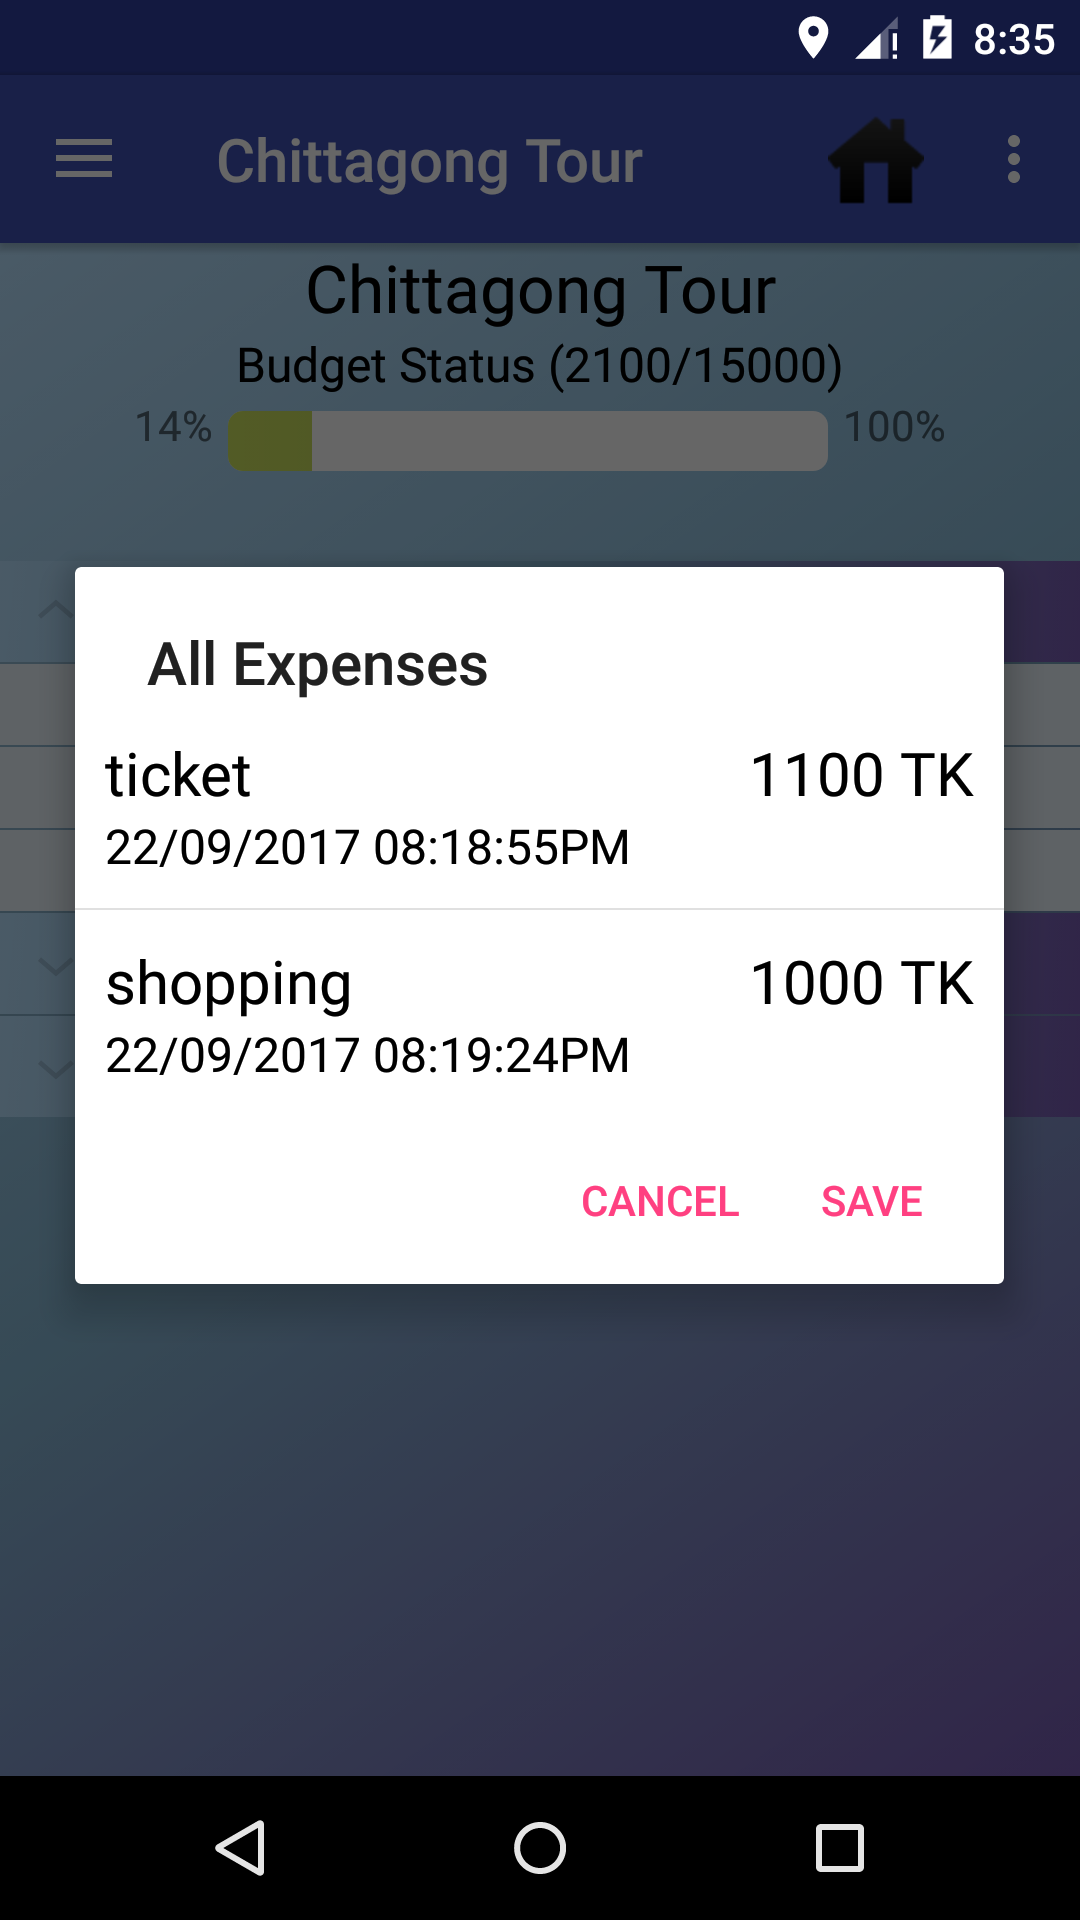 8:35
Chittagong Tour
Chittagong Tour
Budget Status (2100/15000)
14% 100%
All Expenses
ticket 1100 TK
22/09/2017 08:18:55PM
shopping 1000 TK
22/09/2017 08:19:24PM
CANCEL SAVE